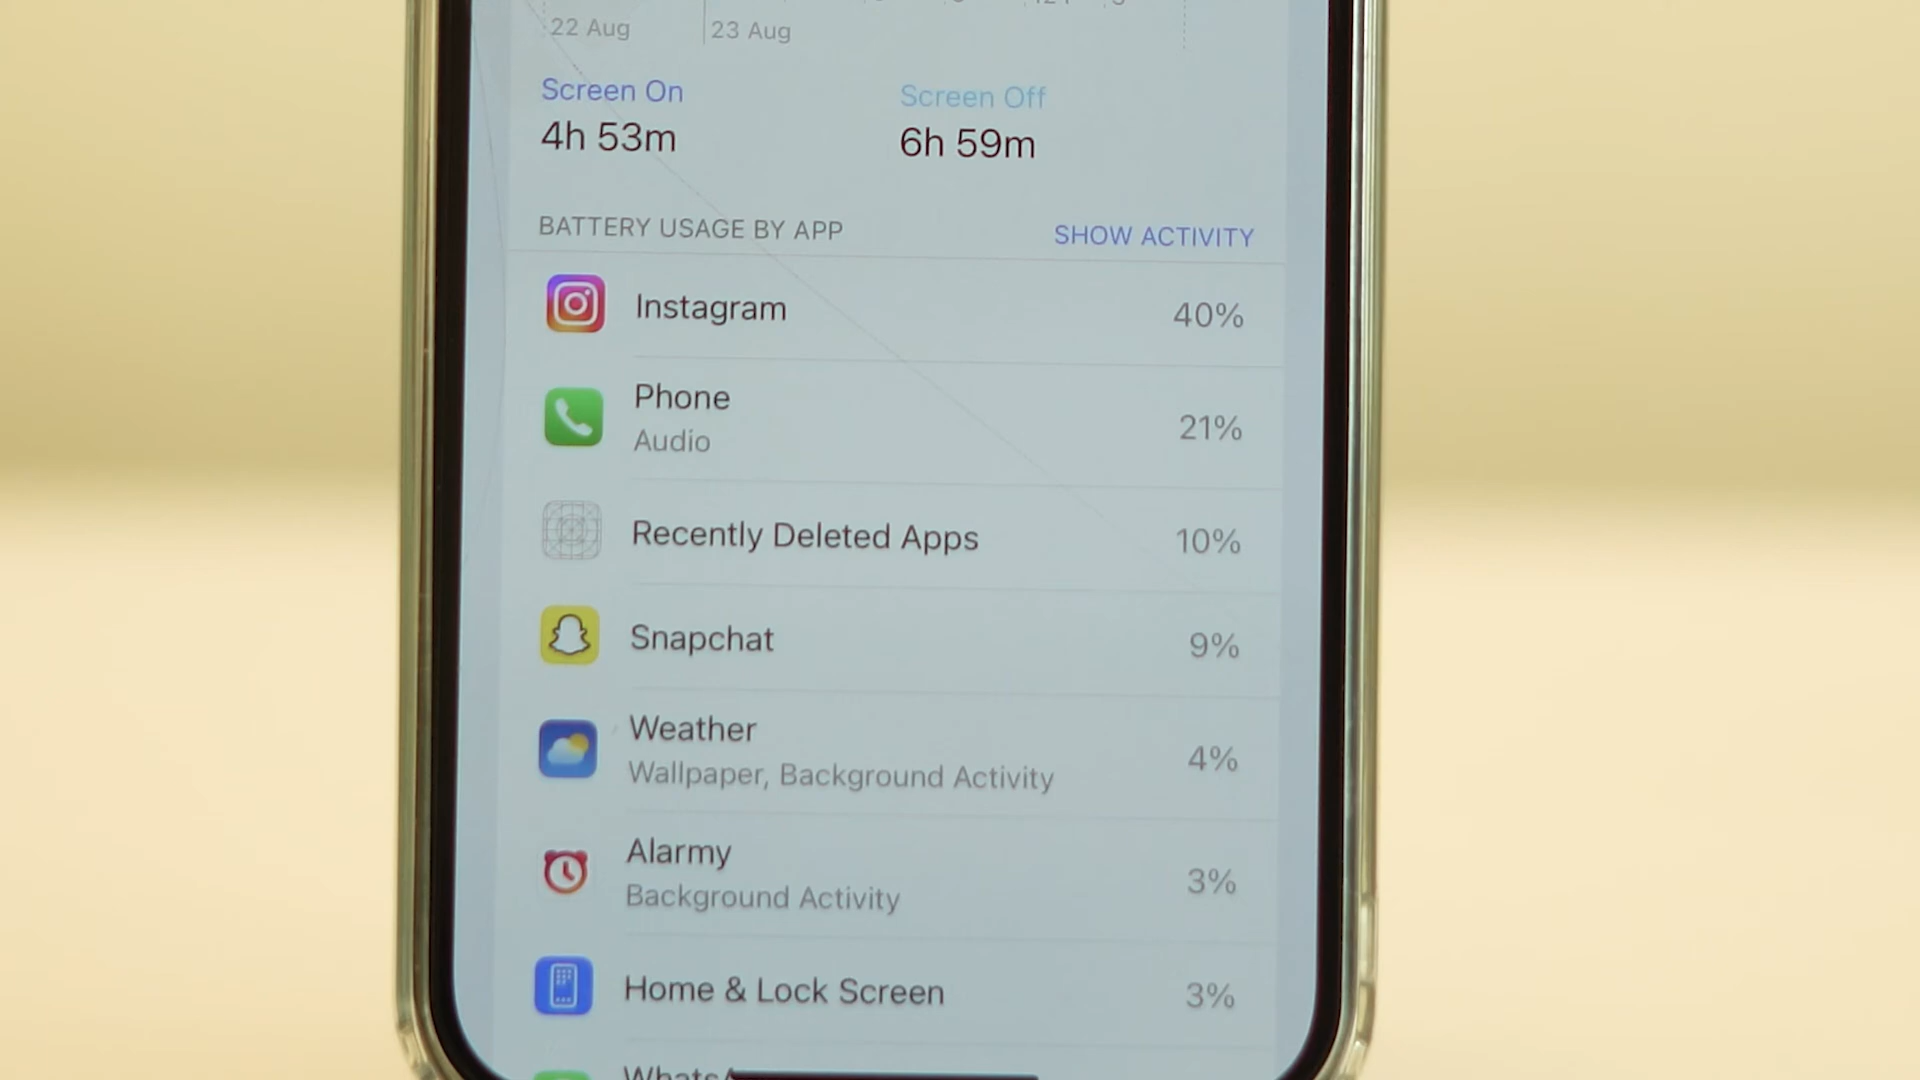 22 Aug 23 Aug
Screen On Screen Off
4h 53m 6h 59m
BATTERY USAGE BY APP SHOW ACTIVITY
Instagram 40%
Phone
Audio 21%
Recently Deleted Apps 10%
Snapchat 9%
Weather
Wallpaper, Background Activity 4%
Alarmy
Background Activity 3%
Home & Lock Screen 3%